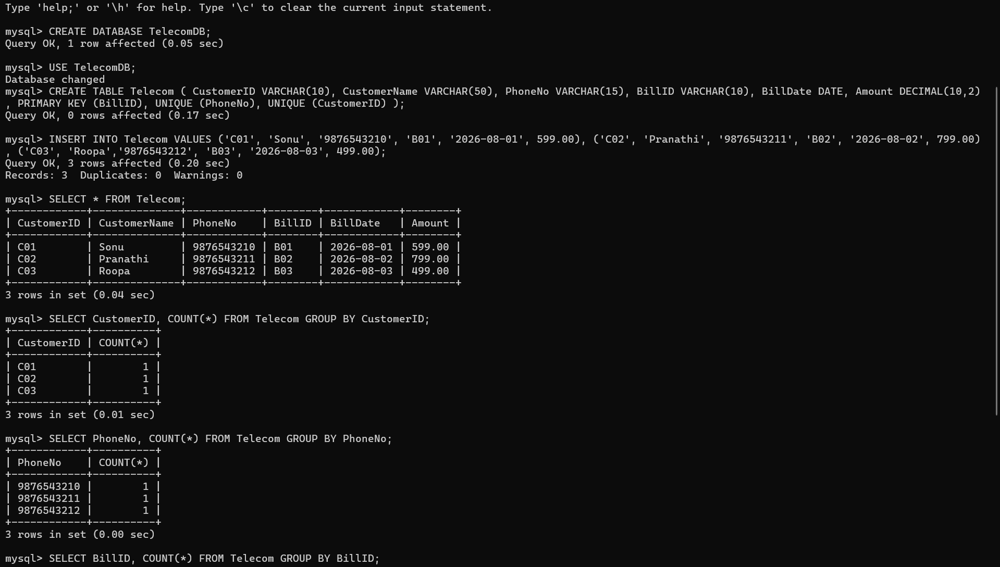 Type 'help;' or '\h' for help. Type '\c' to clear the current input statement.

mysql> CREATE DATABASE TelecomDB;
Query OK, 1 row affected (0.05 sec)

mysql> USE TelecomDB;
Database changed
mysql> CREATE TABLE Telecom ( CustomerID VARCHAR(10), CustomerName VARCHAR(50), PhoneNo VARCHAR(15), BillID VARCHAR(10), BillDate DATE, Amount DECIMAL(10,2)
, PRIMARY KEY (BillID), UNIQUE (PhoneNo), UNIQUE (CustomerID) );
Query OK, 0 rows affected (0.17 sec)

mysql> INSERT INTO Telecom VALUES ('C01', 'Sonu', '9876543210', 'B01', '2026-08-01', 599.00), ('C02', 'Pranathi', '9876543211', 'B02', '2026-08-02', 799.00)
, ('C03', 'Roopa','9876543212', 'B03', '2026-08-03', 499.00);
Query OK, 3 rows affected (0.20 sec)
Records: 3  Duplicates: 0  Warnings: 0

mysql> SELECT * FROM Telecom;
+------------+--------------+------------+--------+------------+--------+
| CustomerID | CustomerName | PhoneNo    | BillID | BillDate   | Amount |
+------------+--------------+------------+--------+------------+--------+
| C01        | Sonu         | 9876543210 | B01    | 2026-08-01 | 599.00 |
| C02        | Pranathi     | 9876543211 | B02    | 2026-08-02 | 799.00 |
| C03        | Roopa        | 9876543212 | B03    | 2026-08-03 | 499.00 |
+------------+--------------+------------+--------+------------+--------+
3 rows in set (0.04 sec)

mysql> SELECT CustomerID, COUNT(*) FROM Telecom GROUP BY CustomerID;
+------------+----------+
| CustomerID | COUNT(*) |
+------------+----------+
| C01        |        1 |
| C02        |        1 |
| C03        |        1 |
+------------+----------+
3 rows in set (0.01 sec)

mysql> SELECT PhoneNo, COUNT(*) FROM Telecom GROUP BY PhoneNo;
+------------+----------+
| PhoneNo    | COUNT(*) |
+------------+----------+
| 9876543210 |        1 |
| 9876543211 |        1 |
| 9876543212 |        1 |
+------------+----------+
3 rows in set (0.00 sec)

mysql> SELECT BillID, COUNT(*) FROM Telecom GROUP BY BillID;